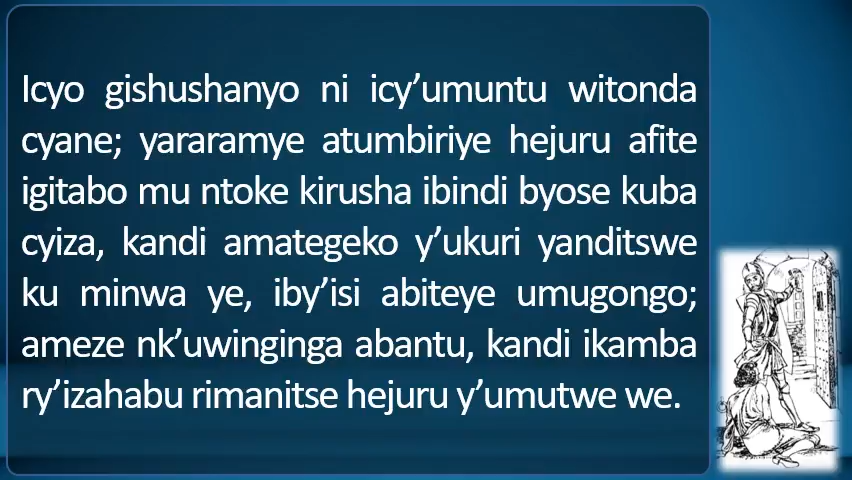 Icyo gishushanyo ni icy’umuntu witonda
cyane; yararamye atumbiriye hejuru afite
igitabo mu ntoke kirusha ibindi byose kuba
cyiza, kandi amategeko y’ukuri yanditswe
ku minwa ye, iby’isi abiteye umugongo;
ameze nk’uwinginga abantu, kandi ikamba
ry’izahabu rimanitse hejuru y’umutwe we.